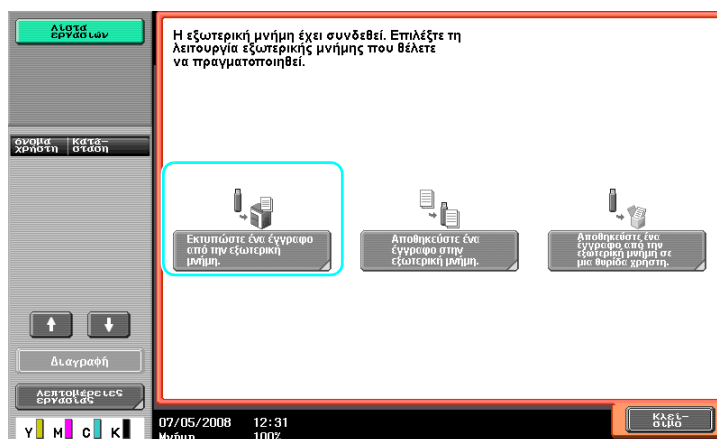 Λίστα
εργασιών
Η εξωτερική μνήμη έχει συνδεθεί. Επιλέξτε τη
λειτουργία εξωτερικής μνήμης που θέλετε
να πραγματοποιηθεί.
όνομα
χρήστη
Κατά-
σταση
Εκτυπώστε ένα έγγραφο
από την εξωτερική
μνήμη.
Αποθηκεύστε ένα
έγγραφο στην
εξωτερική μνήμη.
Αποθηκεύστε ένα
έγγραφο από την
εξωτερική μνήμη σε
μια θυρίδα χρήστη.
Διαγραφή
Λεπτομέρειες
εργασίας
Y M C K
07/05/2008 12:31
Μνήμη 100%
Κλεί-
σιμο